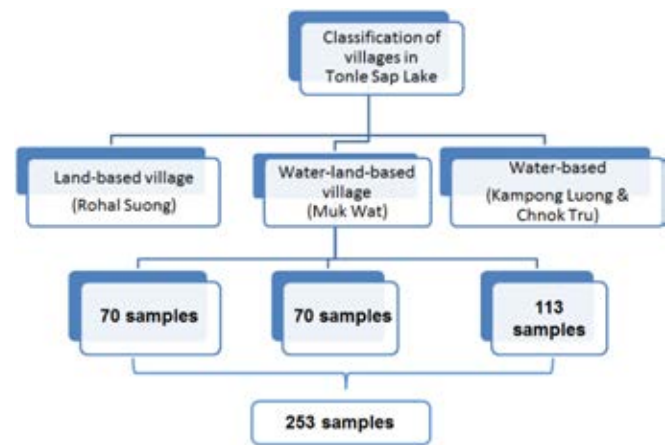 Classification of
villages in
Tonle Sap Lake
Land-based village
(Rohal Suong)
Water-land-based
village
(Muk Wat)
Water-based
(Kampong Luong &
Chnok Tru)
70 samples
70 samples
113
samples
253 samples